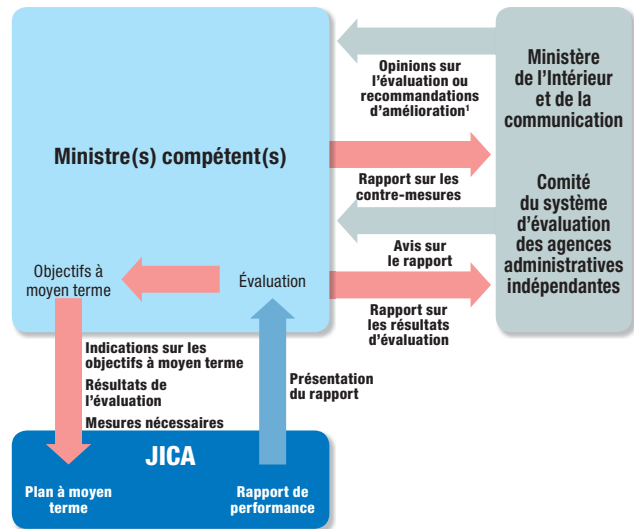 Ministre(s) compétent(s)
Objectifs à
moyen terme
Évaluation
Opinions sur
l'évaluation ou
recommandations
d'amélioration¹
Rapport sur les
contre-mesures
Avis sur
le rapport
Rapport sur
les résultats
d'évaluation
Ministère
de l'Intérieur
et de la
communication
Comité
du système
d'évaluation
des agences
administratives
indépendantes
Indications sur les
objectifs à moyen terme
Résultats de
l'évaluation
Mesures nécessaires
Présentation
du rapport
JICA
Plan à moyen
terme
Rapport de
performance